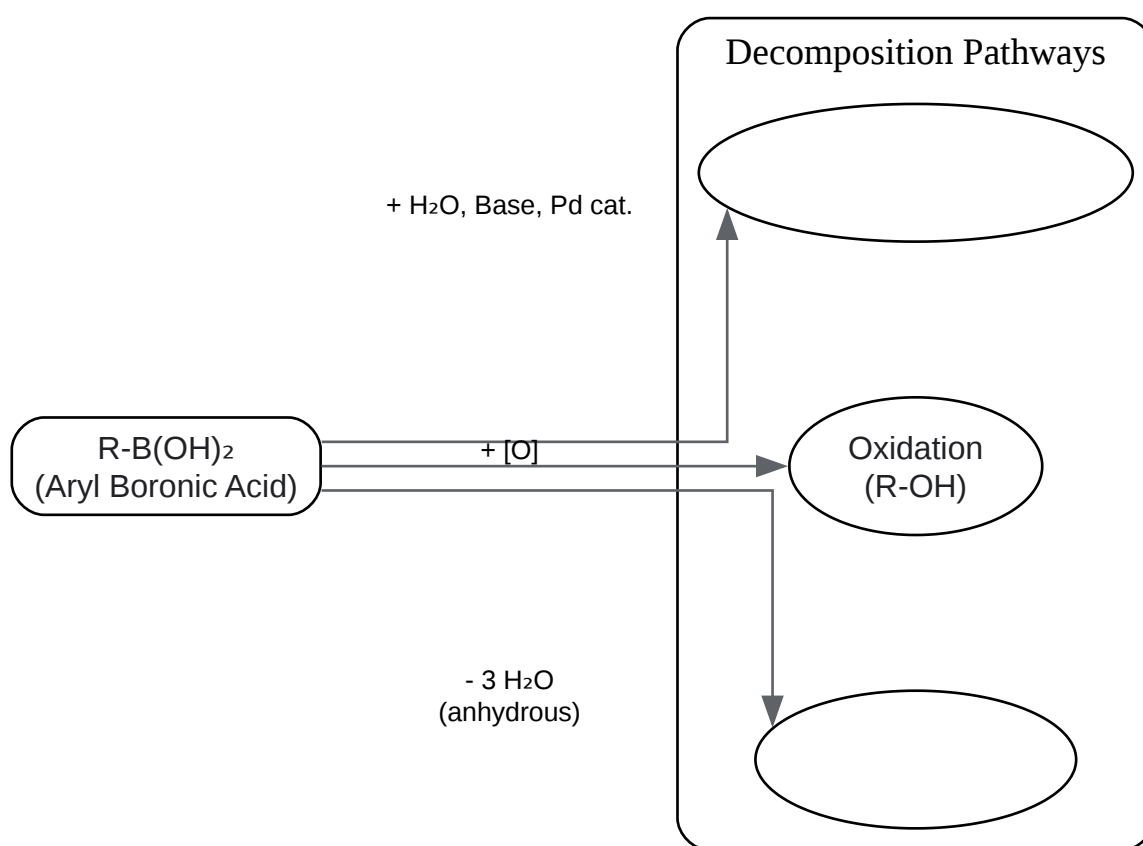 Decomposition Pathways
+ H₂O, Base, Pd cat.
R-B(OH)₂
(Aryl Boronic Acid)
+ [O]
Oxidation
(R-OH)
- 3 H₂O
(anhydrous)